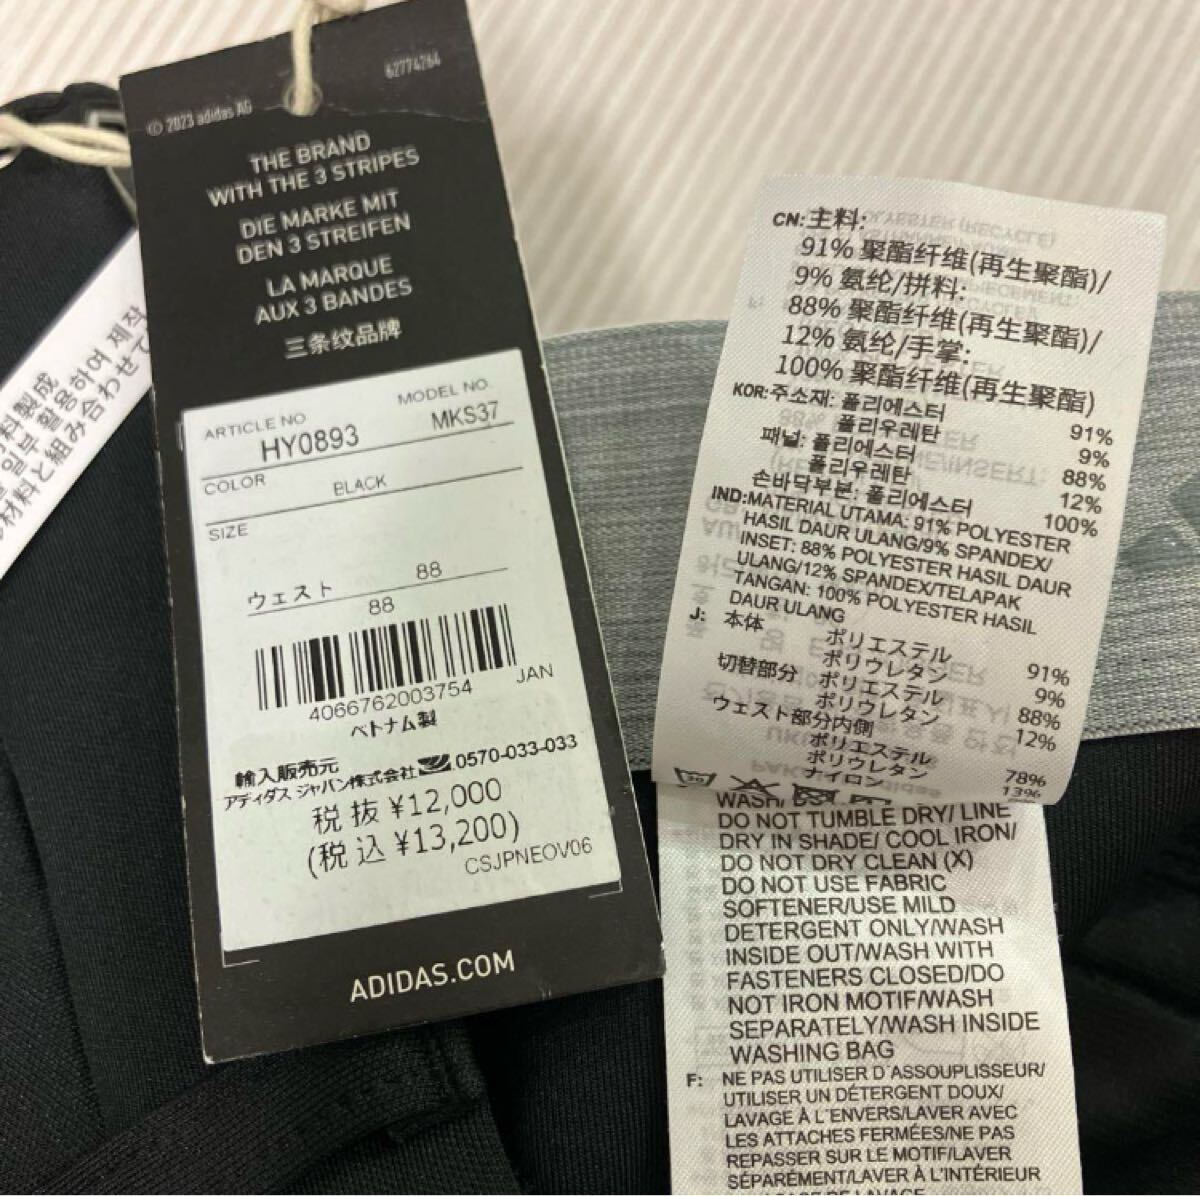 62774264
© 2023 adidas AG
THE BRAND
WITH THE 3 STRIPES
DIE MARKE MIT
DEN 3 STREIFEN
LA MARQUE
AUX 3 BANDES
三条纹品牌
ARTICLE NO
MODEL NO.
HY0893
MKS37
COLOR
BLACK
SIZE
ウェスト 88
88
4066762003754
JAN
ベトナム製
輸入販売元
アディダス ジャパン株式会社 0570-033-033
税 抜 ¥12,000
(税 込 ¥13,200)
CSJPNEOV06
ADIDAS.COM
CN:主料:
91% 聚酯纤维(再生聚酯)/
9% 氨纶/拼料:
88% 聚酯纤维(再生聚酯)/
12% 氨纶/手掌:
100% 聚酯纤维(再生聚酯)
KOR:주소재: 폴리에스터 91%
폴리우레탄 9%
패널: 폴리에스터 88%
폴리우레탄 12%
손바닥부분: 폴리에스터 100%
IND:MATERIAL UTAMA: 91% POLYESTER
HASIL DAUR ULANG/9% SPANDEX/
INSET: 88% POLYESTER HASIL DAUR
ULANG/12% SPANDEX/TELAPAK
TANGAN: 100% POLYESTER HASIL
DAUR ULANG
J: 本体 ポリエステル 91%
ポリウレタン 9%
切替部分 ポリエステル 88%
ポリウレタン 12%
ウェスト部分内側
ポリエステル 78%
ポリウレタン 13%
ナイロン
WASH/
DO NOT TUMBLE DRY/ LINE
DRY IN SHADE/ COOL IRON/
DO NOT DRY CLEAN (X)
DO NOT USE FABRIC
SOFTENER/USE MILD
DETERGENT ONLY/WASH
INSIDE OUT/WASH WITH
FASTENERS CLOSED/DO
NOT IRON MOTIF/WASH
SEPARATELY/WASH INSIDE
WASHING BAG
F: NE PAS UTILISER D´ASSOUPLISSEUR/
UTILISER UN DÉTERGENT DOUX/
LAVAGE À L´ENVERS/LAVER AVEC
LES ATTACHES FERMÉES/NE PAS
REPASSER SUR LE MOTIF/LAVER
SÉPARÉMENT/LAVER À L´INTÉRIEUR